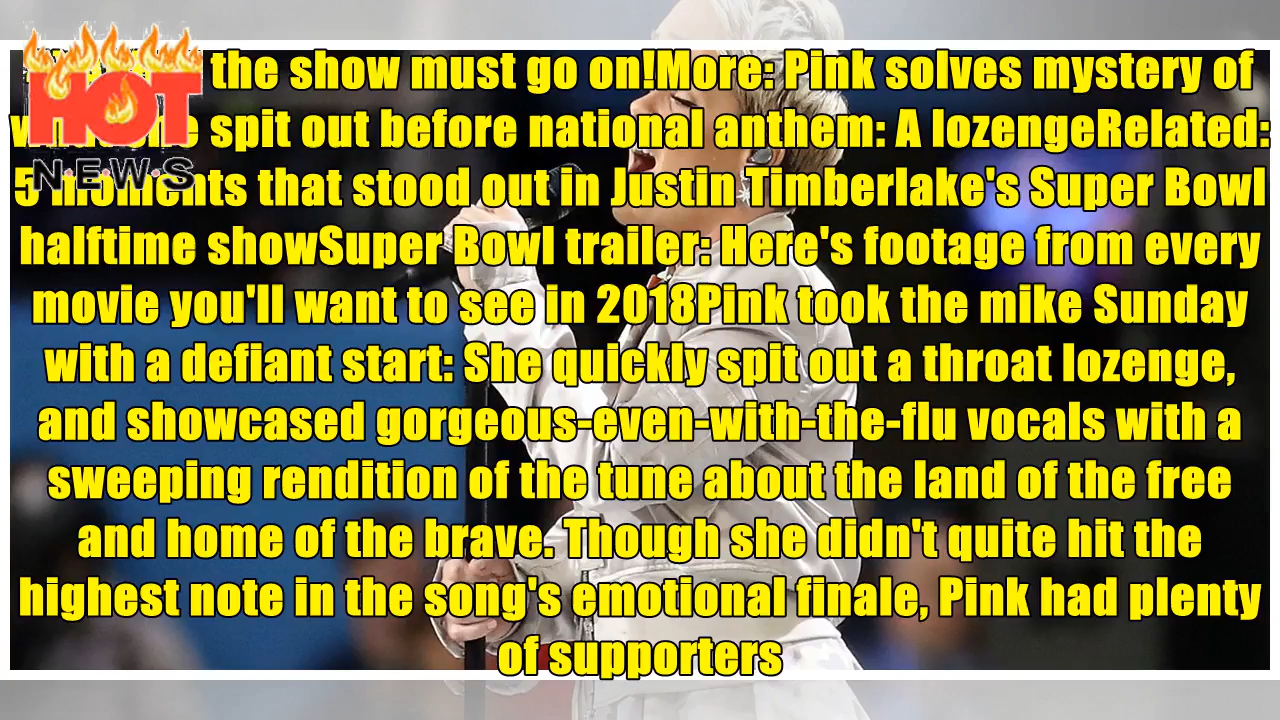 HOT
N·E·W·S
the show must go on!More: Pink solves mystery of
spit out before national anthem: A lozengeRelated:
5 moments that stood out in Justin Timberlake's Super Bowl
halftime showSuper Bowl trailer: Here's footage from every
movie you'll want to see in 2018Pink took the mike Sunday
with a defiant start: She quickly spit out a throat lozenge,
and showcased gorgeous-even-with-the-flu vocals with a
sweeping rendition of the tune about the land of the free
and home of the brave. Though she didn't quite hit the
highest note in the song's emotional finale, Pink had plenty
of supporters